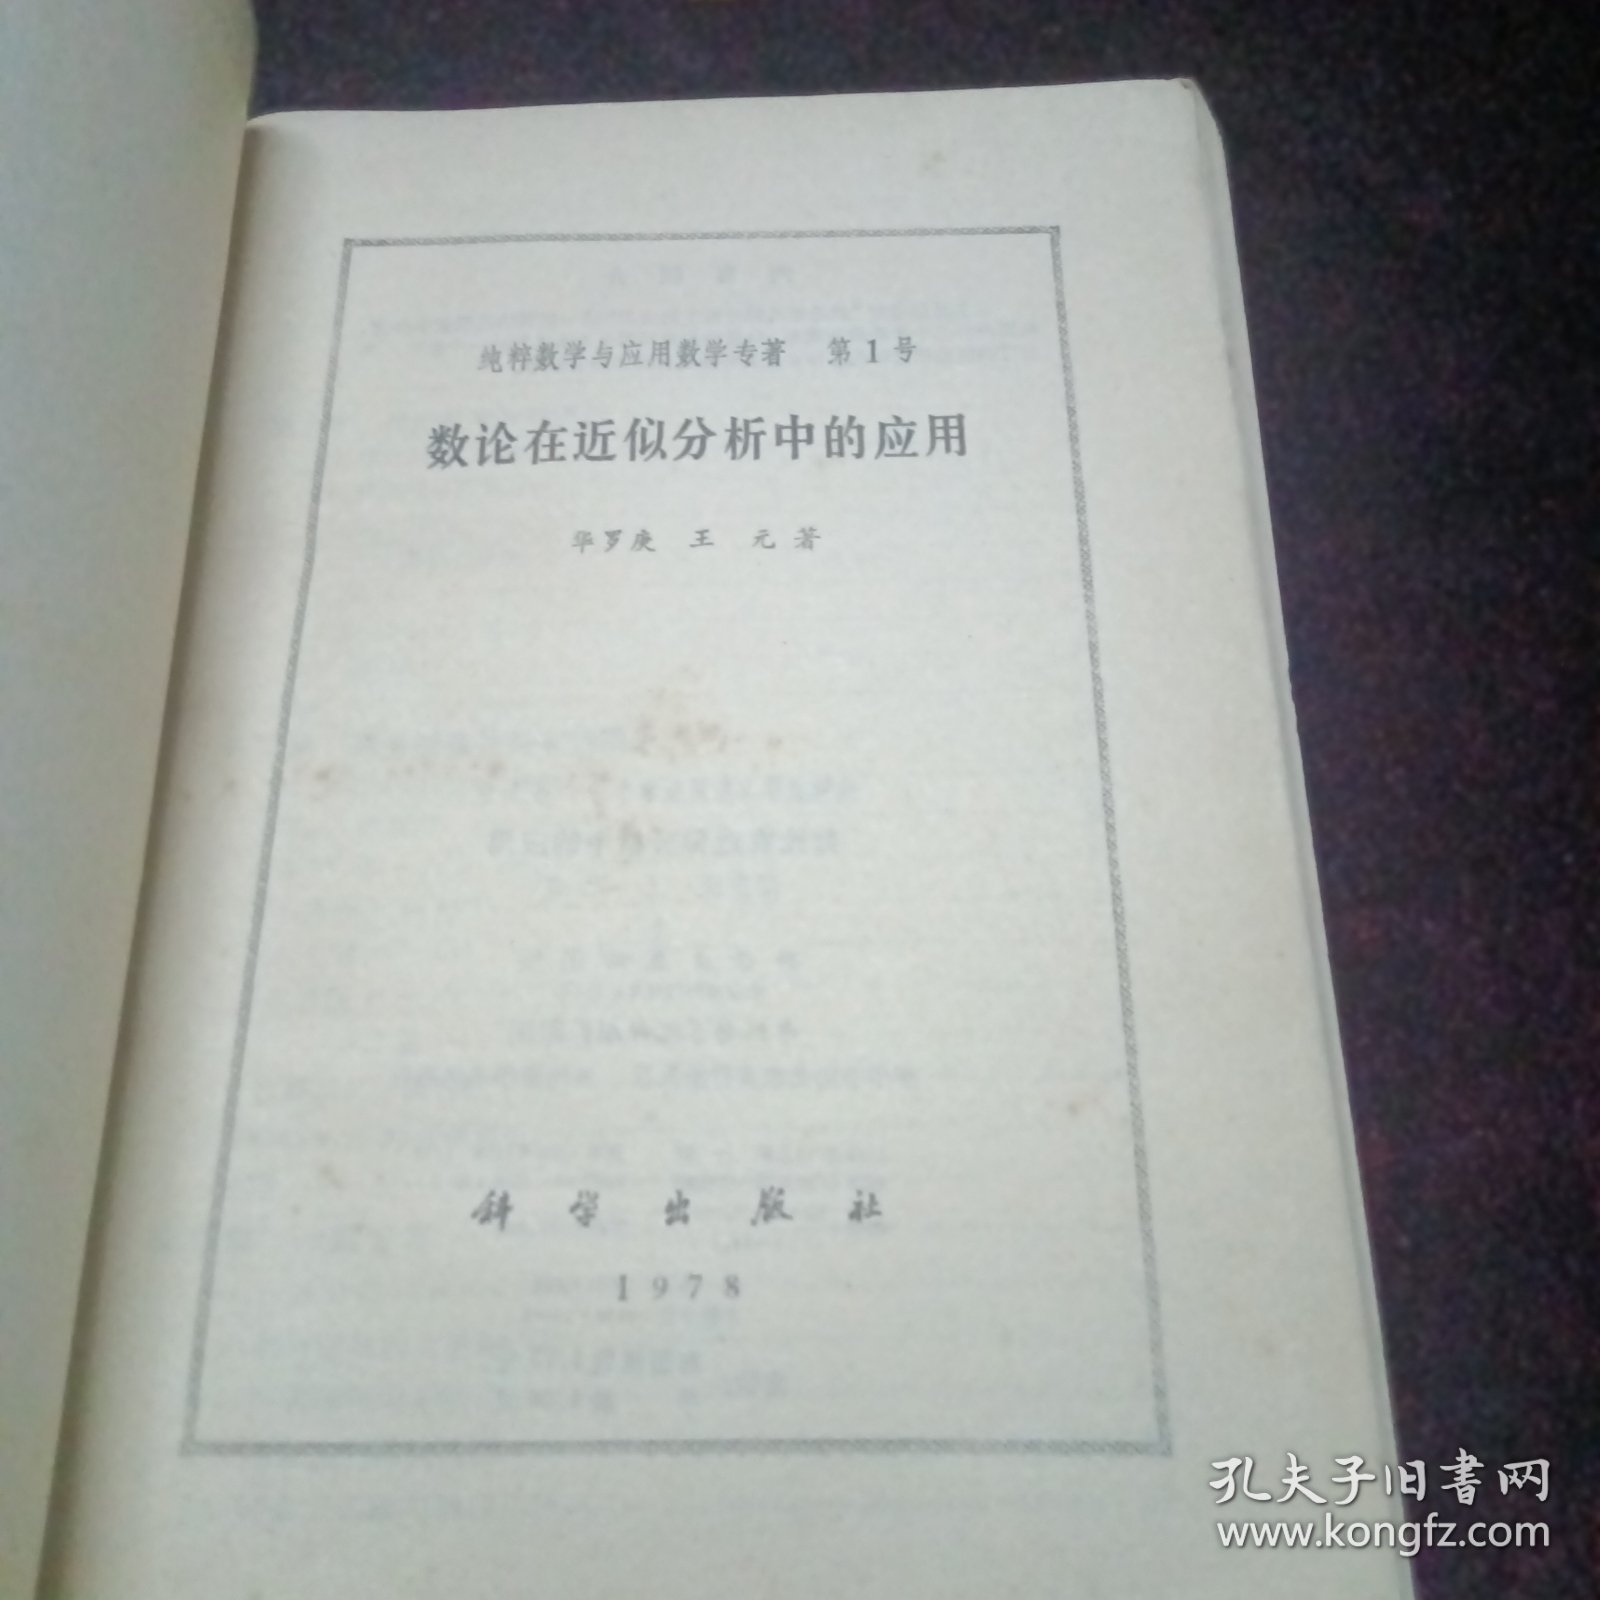 纯粹数学与应用数学专著 第1号
数论在近似分析中的应用
华罗庚 王 元 著
科学出版社
1978
孔夫子旧书网
www.kongfz.com